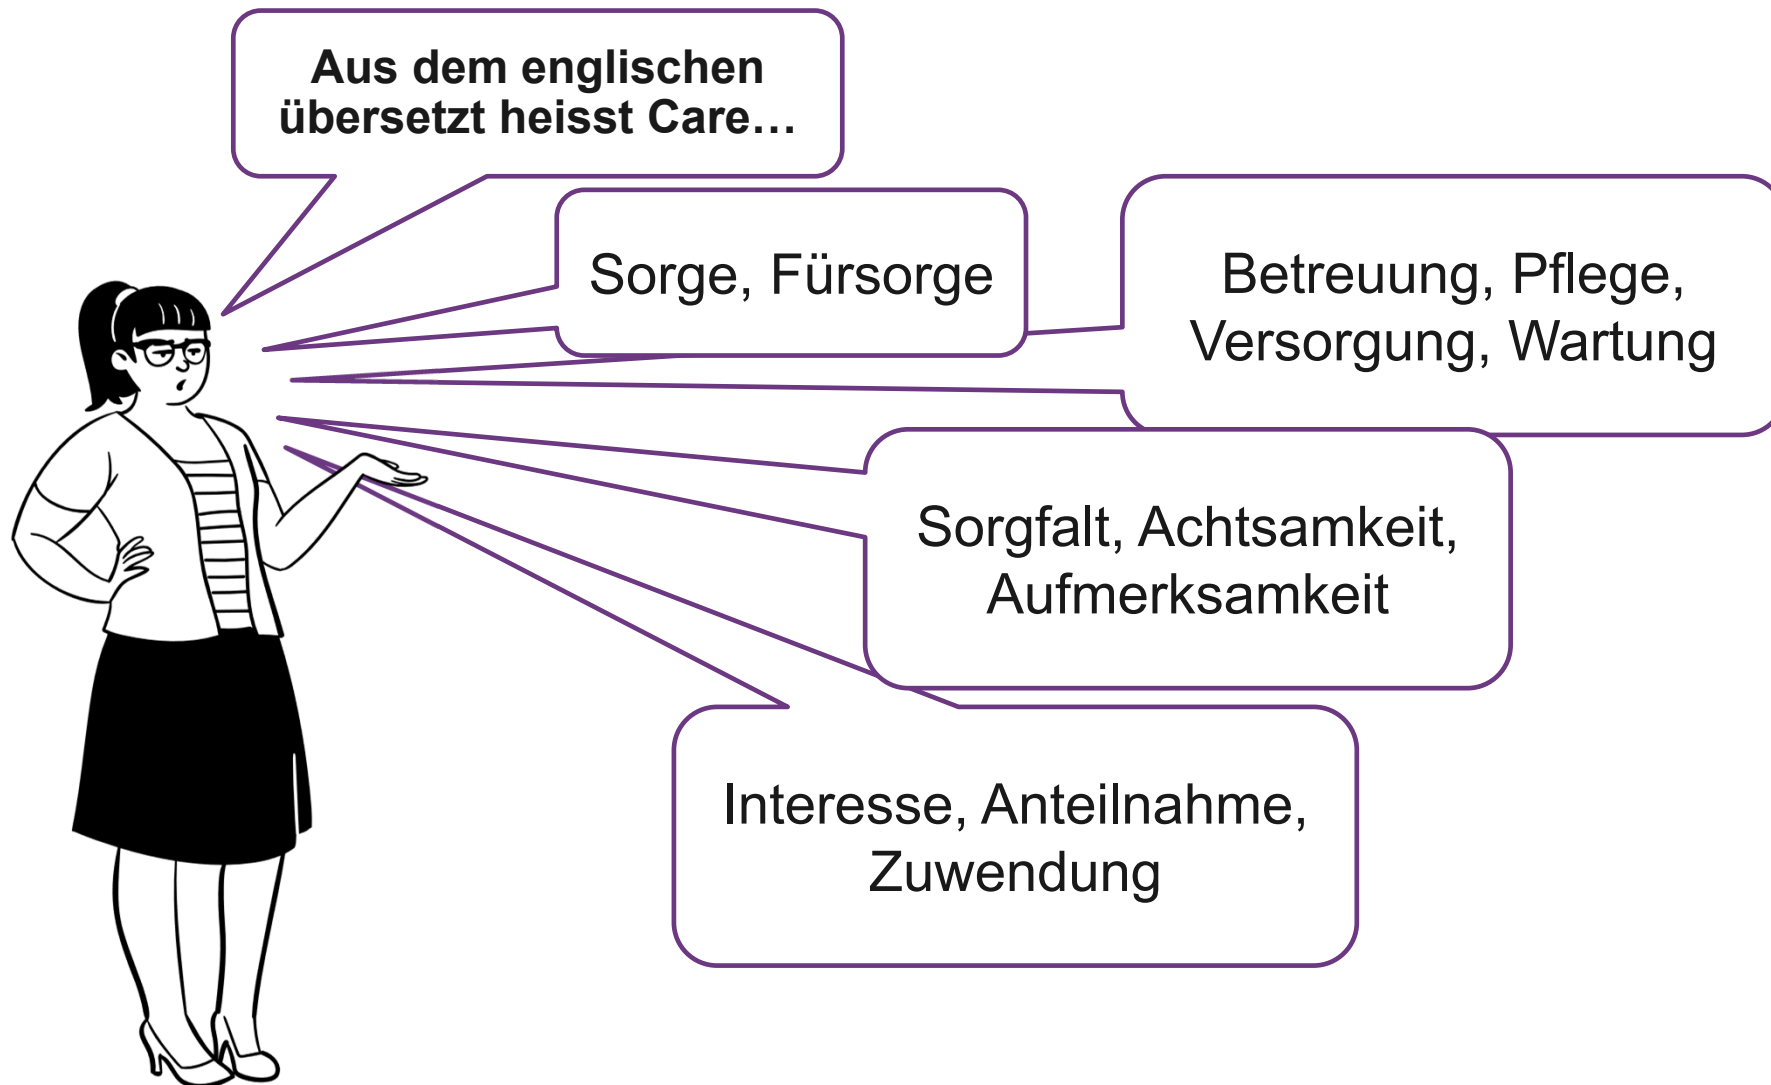 Aus dem englischen
übersetzt heisst Care…
Sorge, Fürsorge
Betreuung, Pflege,
Versorgung, Wartung
Sorgfalt, Achtsamkeit,
Aufmerksamkeit
Interesse, Anteilnahme,
Zuwendung